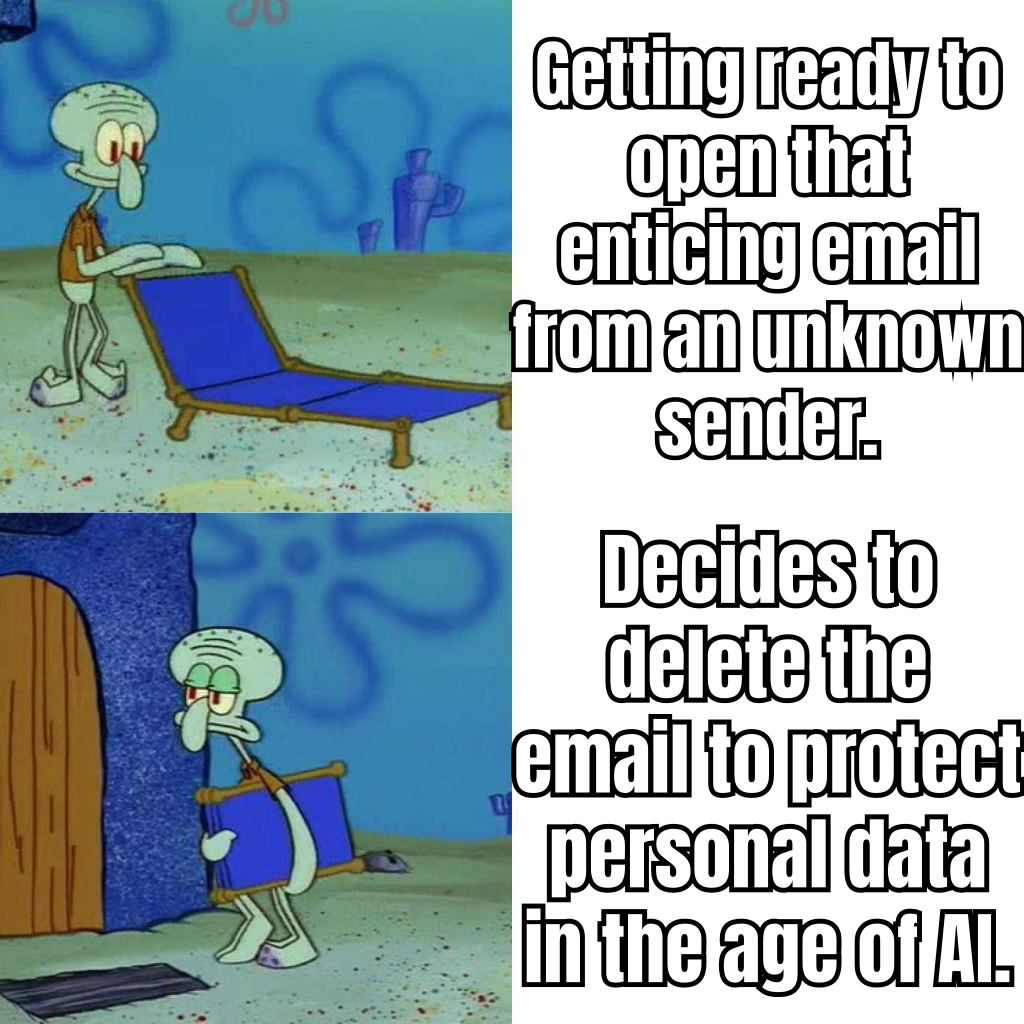 Getting ready to
open that
enticing email
from an unknown
sender.
Decides to
delete the
email to protect
personal data
in the age of AI.